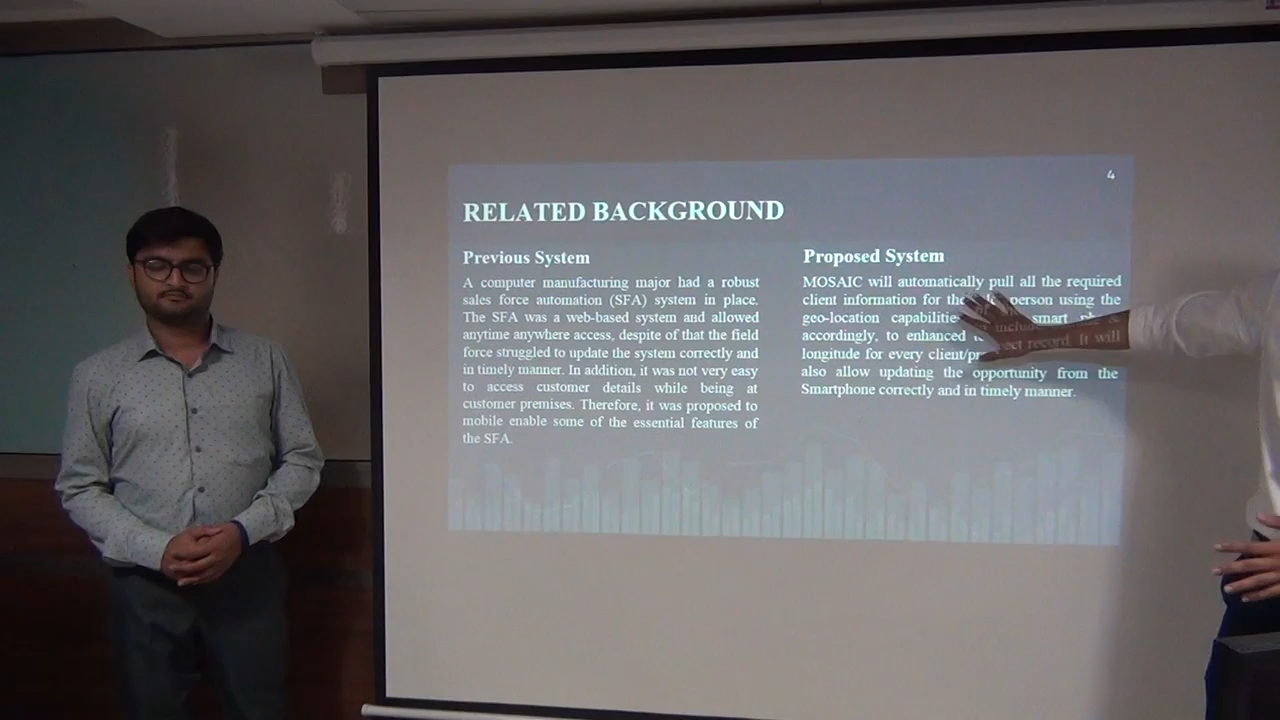 4
RELATED BACKGROUND
Previous System
A computer manufacturing major had a robust
sales force automation (SFA) system in place.
The SFA was a web-based system and allowed
anytime anywhere access, despite of that the field
force struggled to update the system correctly and
in timely manner. In addition, it was not very easy
to access customer details while being at
customer premises. Therefore, it was proposed to
mobile enable some of the essential features of
the SFA.
Proposed System
MOSAIC will automatically pull all the required
client information for the person using the
geo-location smart
accordingly, to enhanced include
longitude for every record. It will
also allow updating the opportunity from the
Smartphone correctly and in timely manner.